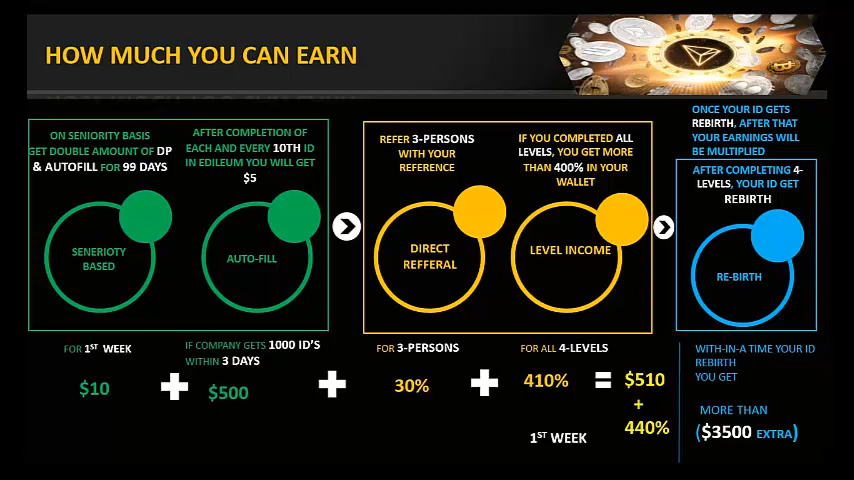 HOW MUCH YOU CAN EARN
ON SENIORITY BASIS
GET DOUBLE AMOUNT OF DP
& AUTOFILL FOR 99 DAYS
AFTER COMPLETION OF
EACH AND EVERY 10TH ID
IN EDILEUM YOU WILL GET
$5
SENERIOTY
BASED
AUTO-FILL
REFER 3-PERSONS
WITH YOUR
REFERENCE
IF YOU COMPLETED ALL
LEVELS, YOU GET MORE
THAN 400% IN YOUR
WALLET
DIRECT
REFFERAL
LEVEL INCOME
ONCE YOUR ID GETS
REBIRTH, AFTER THAT
YOUR EARNINGS WILL
BE MULTIPLIED
AFTER COMPLETING 4-
LEVELS, YOUR ID GET
REBIRTH
RE-BIRTH
FOR 1ST WEEK
$10
IF COMPANY GETS 1000 ID'S
WITHIN 3 DAYS
$500
FOR 3-PERSONS
30%
FOR ALL 4-LEVELS
410%
1ST WEEK
$510
+
440%
WITH-IN-A TIME YOUR ID
REBIRTH
YOU GET
MORE THAN
($3500 EXTRA)